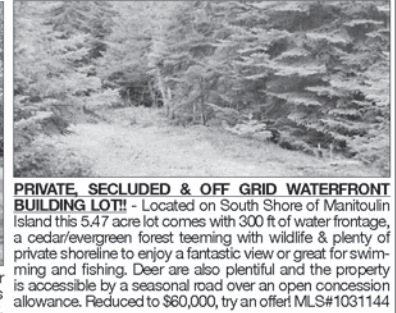 PRIVATE, SECLUDED & OFF GRID WATERFRONT
BUILDING LOT!! - Located on South Shore of Manitoulin
Island this 5.47 acre lot comes with 300 ft of water frontage,
a cedar/evergreen forest teeming with wildlife & plenty of
private shoreline to enjoy a fantastic view or great for swim-
ming and fishing. Deer are also plentiful and the property
is accessible by a seasonal road over an open concession
allowance. Reduced to $60,000, try an offer! MLS#1031144